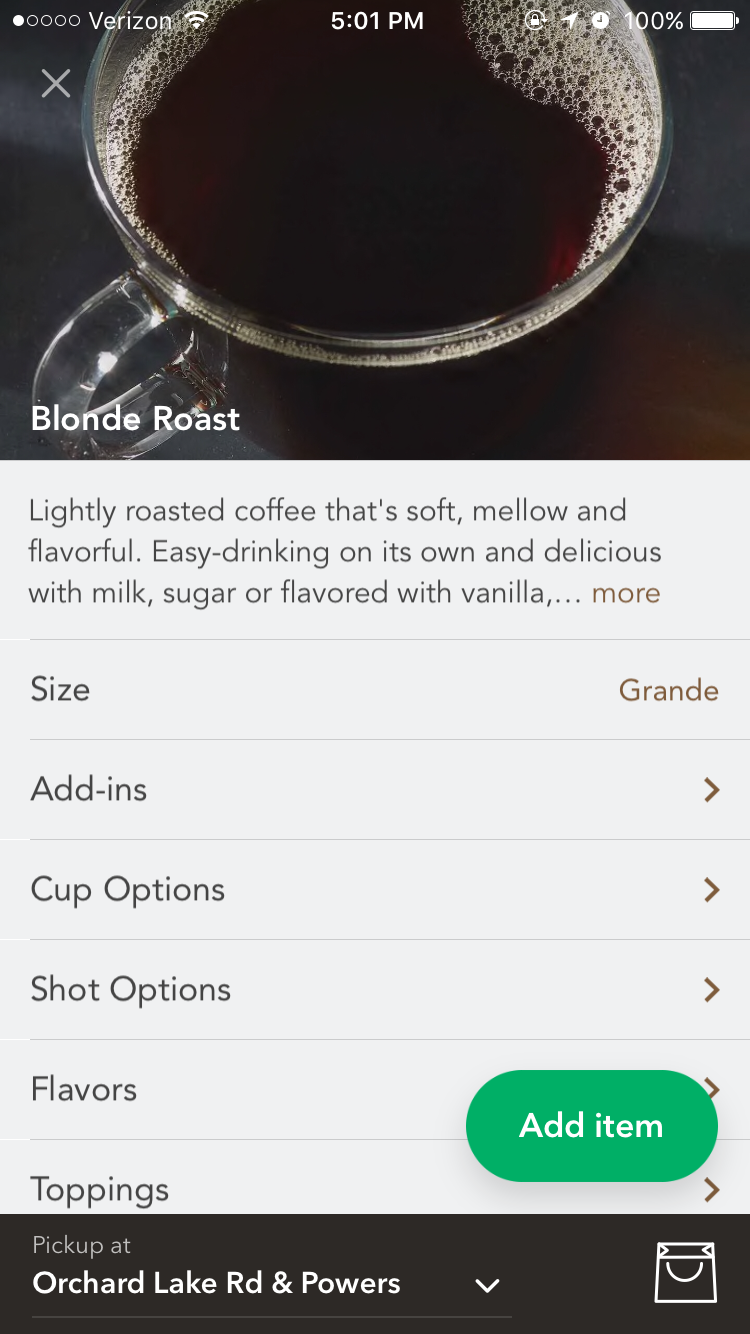 Verizon 5:01 PM 100%
Blonde Roast
Lightly roasted coffee that's soft, mellow and
flavorful. Easy-drinking on its own and delicious
with milk, sugar or flavored with vanilla,... more
Size Grande
Add-ins
Cup Options
Shot Options
Flavors
Add item
Toppings
Pickup at
Orchard Lake Rd & Powers